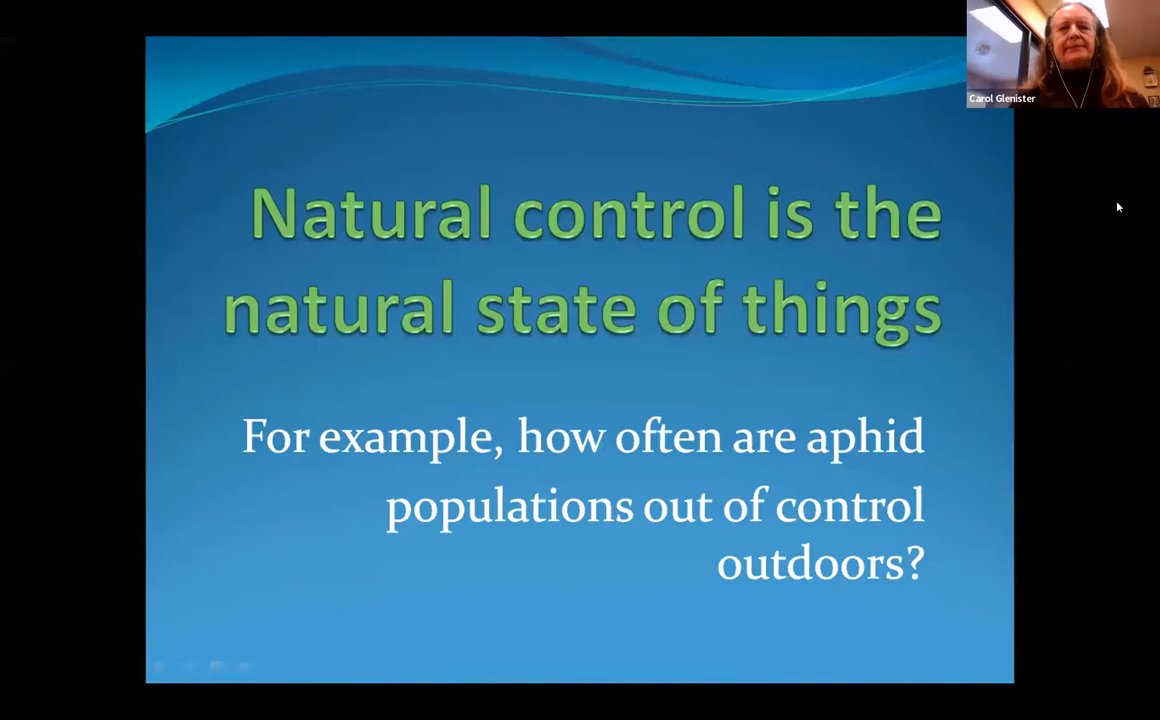 Carol Glenister
Natural control is the
natural state of things
For example, how often are aphid
populations out of control
outdoors?